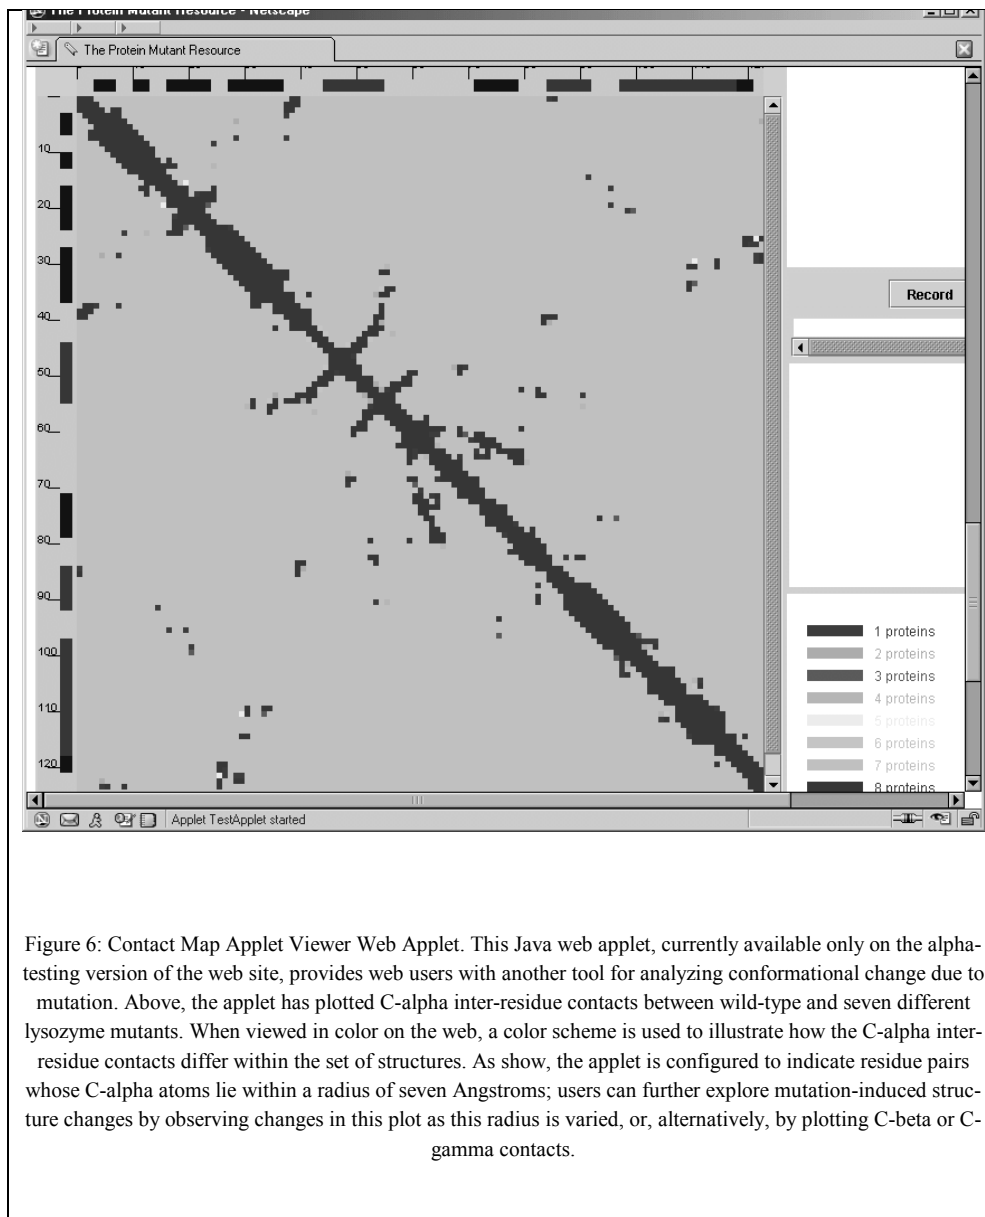 The Protein Mutant Resource - Netscape
The Protein Mutant Resource
10
20
30
40
50
60
70
80
90
100
110
120
Record
1 proteins
2 proteins
3 proteins
4 proteins
5 proteins
6 proteins
7 proteins
8 proteins
Applet TestApplet started
Figure 6: Contact Map Applet Viewer Web Applet. This Java web applet, currently available only on the alpha-
testing version of the web site, provides web users with another tool for analyzing conformational change due to
mutation. Above, the applet has plotted C-alpha inter-residue contacts between wild-type and seven different
lysozyme mutants. When viewed in color on the web, a color scheme is used to illustrate how the C-alpha inter-
residue contacts differ within the set of structures. As show, the applet is configured to indicate residue pairs
whose C-alpha atoms lie within a radius of seven Angstroms; users can further explore mutation-induced struc-
ture changes by observing changes in this plot as this radius is varied, or, alternatively, by plotting C-beta or C-
gamma contacts.